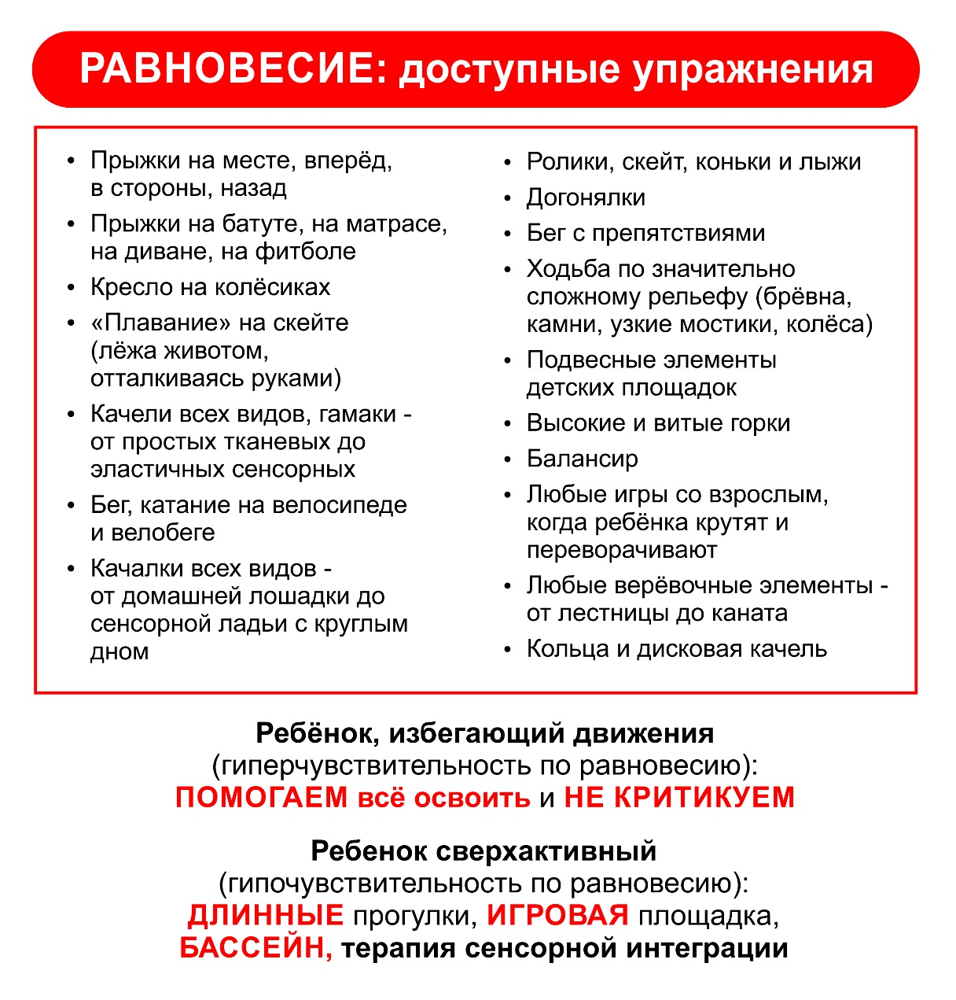 РАВНОВЕСИЕ: доступные упражнения
• Прыжки на месте, вперёд,
в стороны, назад
• Прыжки на батуте, на матрасе,
на диване, на фитболе
• Кресло на колёсиках
• «Плавание» на скейте
(лёжа животом,
отталкиваясь руками)
• Качели всех видов, гамаки -
от простых тканевых до
эластичных сенсорных
• Бег, катание на велосипеде
и велобеге
• Качалки всех видов -
от домашней лошадки до
сенсорной ладьи с круглым
дном
• Ролики, скейт, коньки и лыжи
• Догонялки
• Бег с препятствиями
• Ходьба по значительно
сложному рельефу (брёвна,
камни, узкие мостики, колёса)
• Подвесные элементы
детских площадок
• Высокие и витые горки
• Балансир
• Любые игры со взрослым,
когда ребёнка крутят и
переворачивают
• Любые верёвочные элементы -
от лестницы до каната
• Кольца и дисковая качель
Ребёнок, избегающий движения
(гиперчувствительность по равновесию):
ПОМОГАЕМ всё освоить и НЕ КРИТИКУЕМ
Ребенок сверхактивный
(гипочувствительность по равновесию):
ДЛИННЫЕ прогулки, ИГРОВАЯ площадка,
БАССЕЙН, терапия сенсорной интеграции